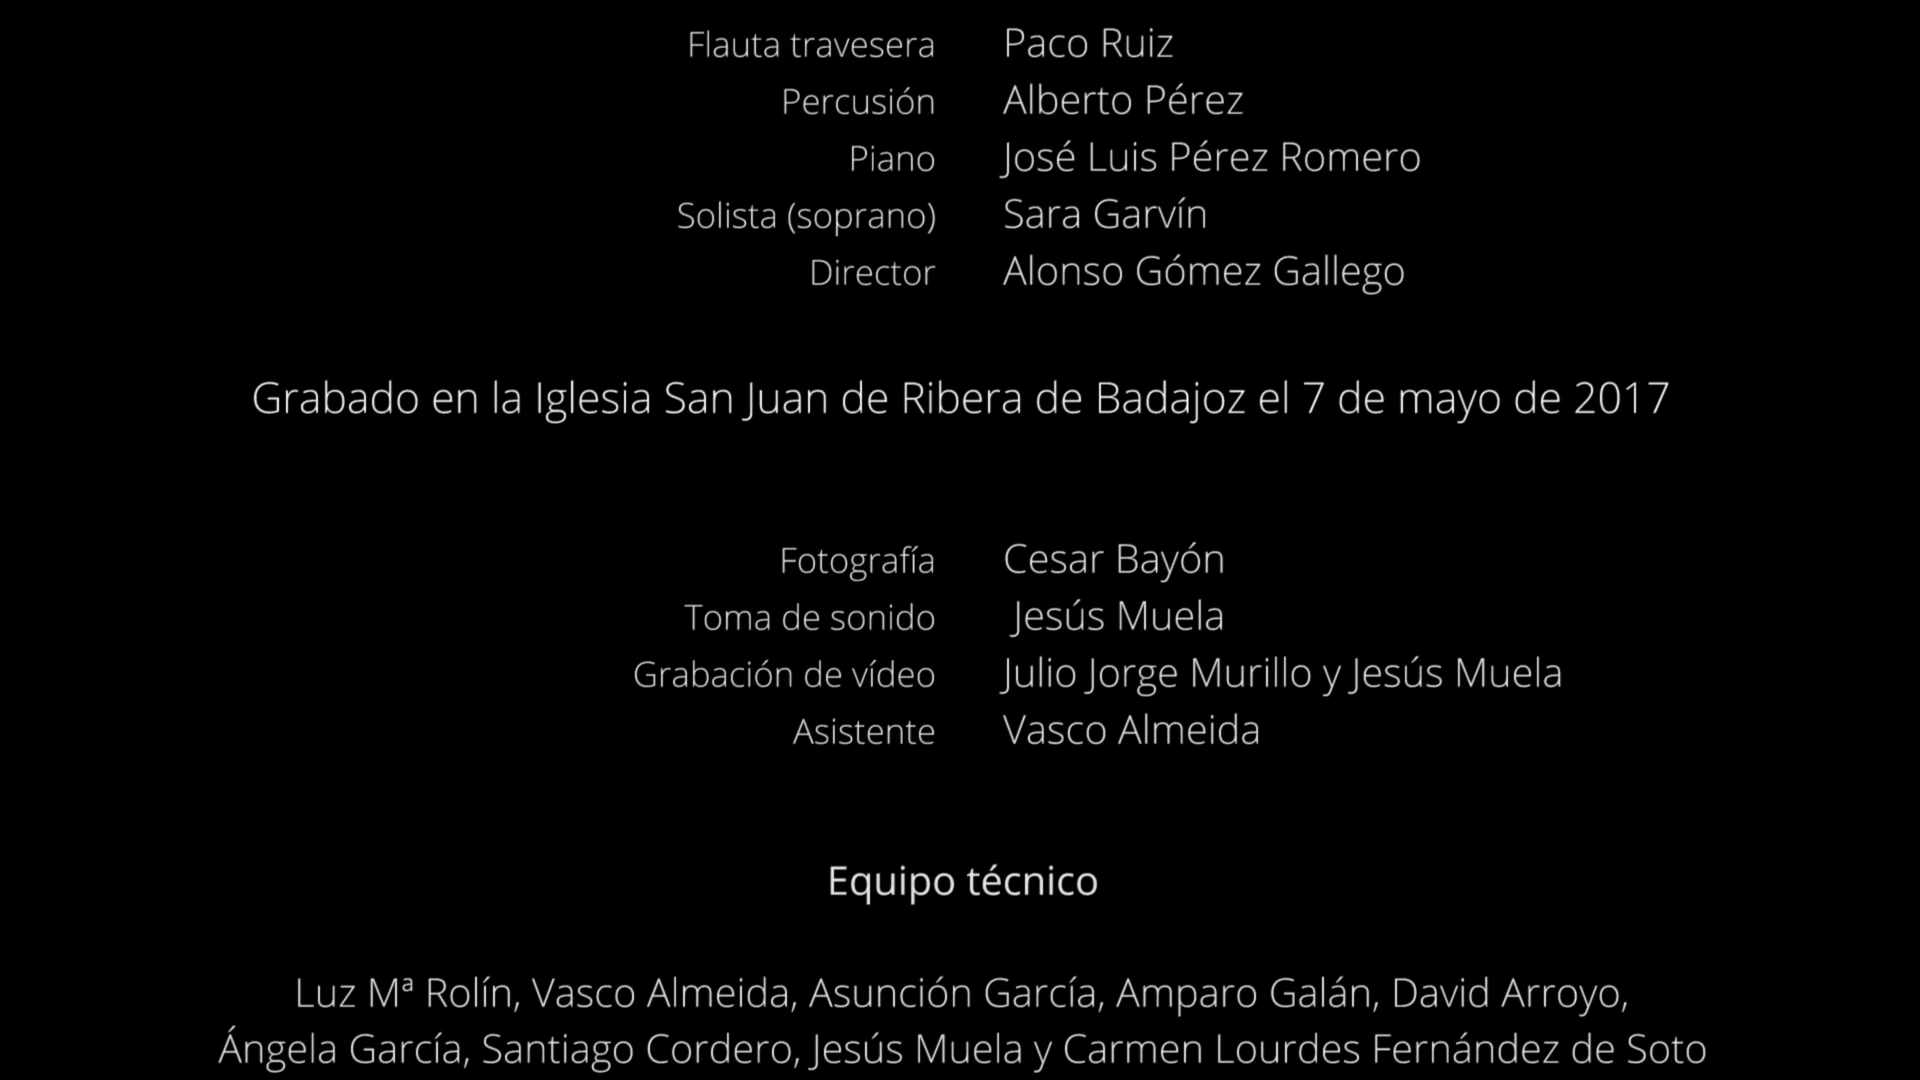 Flauta travesera Paco Ruiz
Percusión Alberto Pérez
Piano José Luis Pérez Romero
Solista (soprano) Sara Garvín
Director Alonso Gómez Gallego
Grabado en la Iglesia San Juan de Ribera de Badajoz el 7 de mayo de 2017
Fotografía Cesar Bayón
Toma de sonido Jesús Muela
Grabación de vídeo Julio Jorge Murillo y Jesús Muela
Asistente Vasco Almeida
Equipo técnico
Luz Mª Rolín, Vasco Almeida, Asunción García, Amparo Galán, David Arroyo,
Ángela García, Santiago Cordero, Jesús Muela y Carmen Lourdes Fernández de Soto